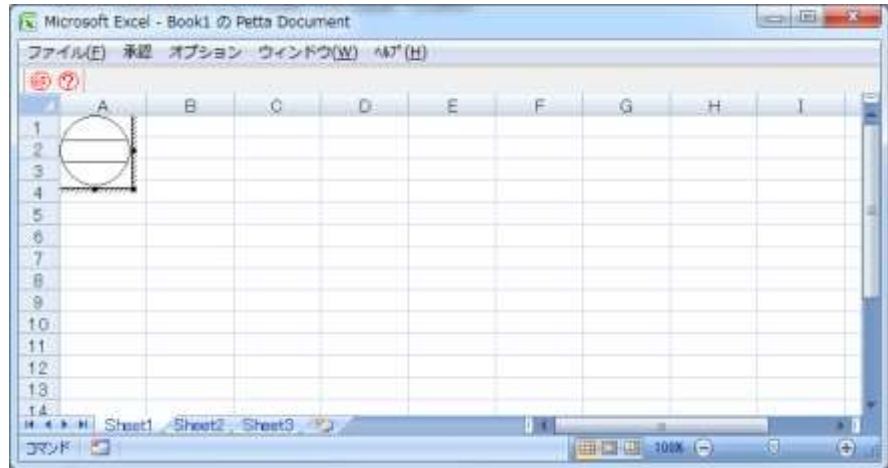 Microsoft Excel - Book1 の Petta Document
ファイル(F) 承認 オプション ウィンドウ(W) ﾍﾙﾌﾟ(H)
A B C D E F G H I
1
2
3
4
5
6
7
8
9
10
11
12
13
14
Sheet1 Sheet2 Sheet3
コマンド 100%